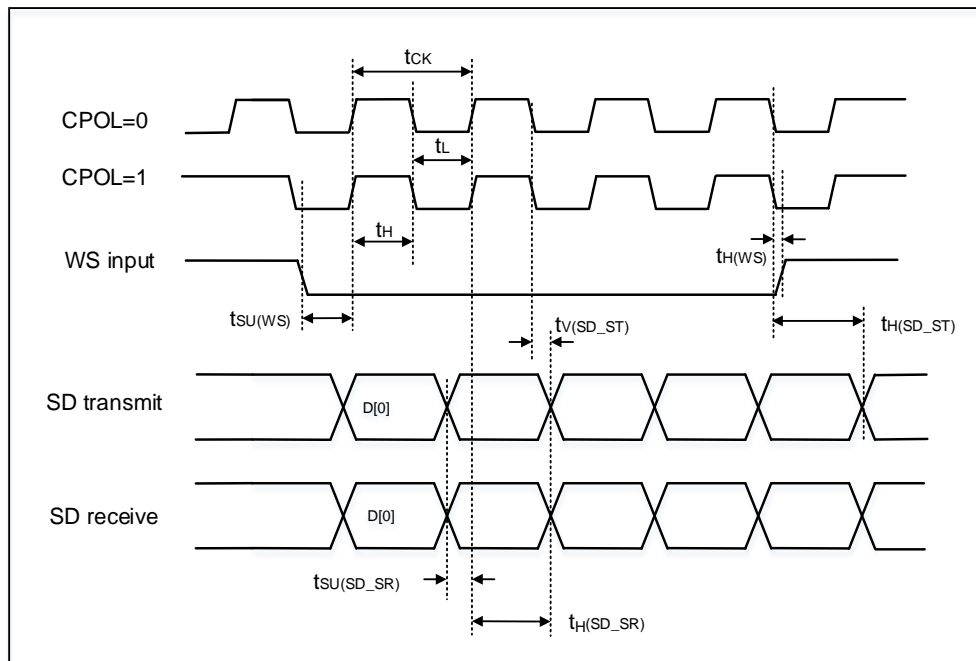 tCK
CPOL=0
tL
CPOL=1
tH
tH(WS)
WS input
tSU(WS)
tV(SD_ST)
tH(SD_ST)
SD transmit
D[0]
SD receive
D[0]
tSU(SD_SR)
tH(SD_SR)